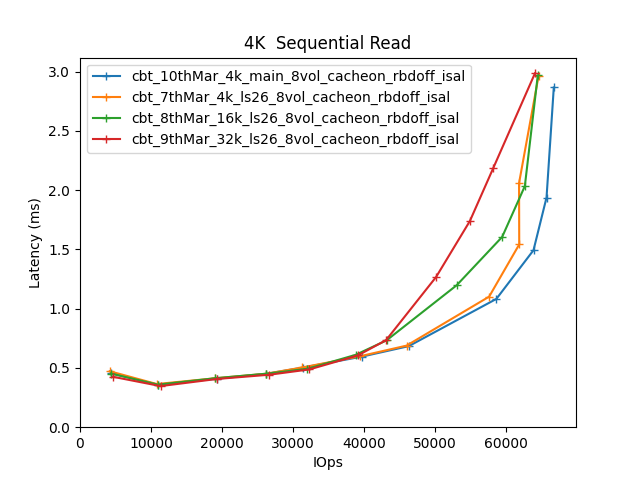 4K  Sequential Read
cbt_10thMar_4k_main_8vol_cacheon_rbdoff_isal
cbt_7thMar_4k_ls26_8vol_cacheon_rbdoff_isal
cbt_8thMar_16k_ls26_8vol_cacheon_rbdoff_isal
cbt_9thMar_32k_ls26_8vol_cacheon_rbdoff_isal
Latency (ms)
3.0
2.5
2.0
1.5
1.0
0.5
0.0
0 10000 20000 30000 40000 50000 60000
IOps